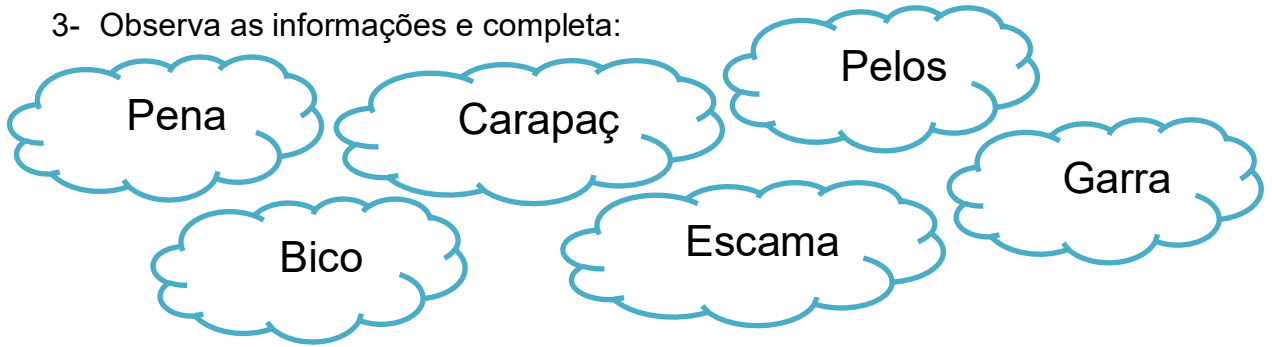 3- Observa as informações e completa:
Pelos
Pena
Carapaç
Garra
Bico
Escama